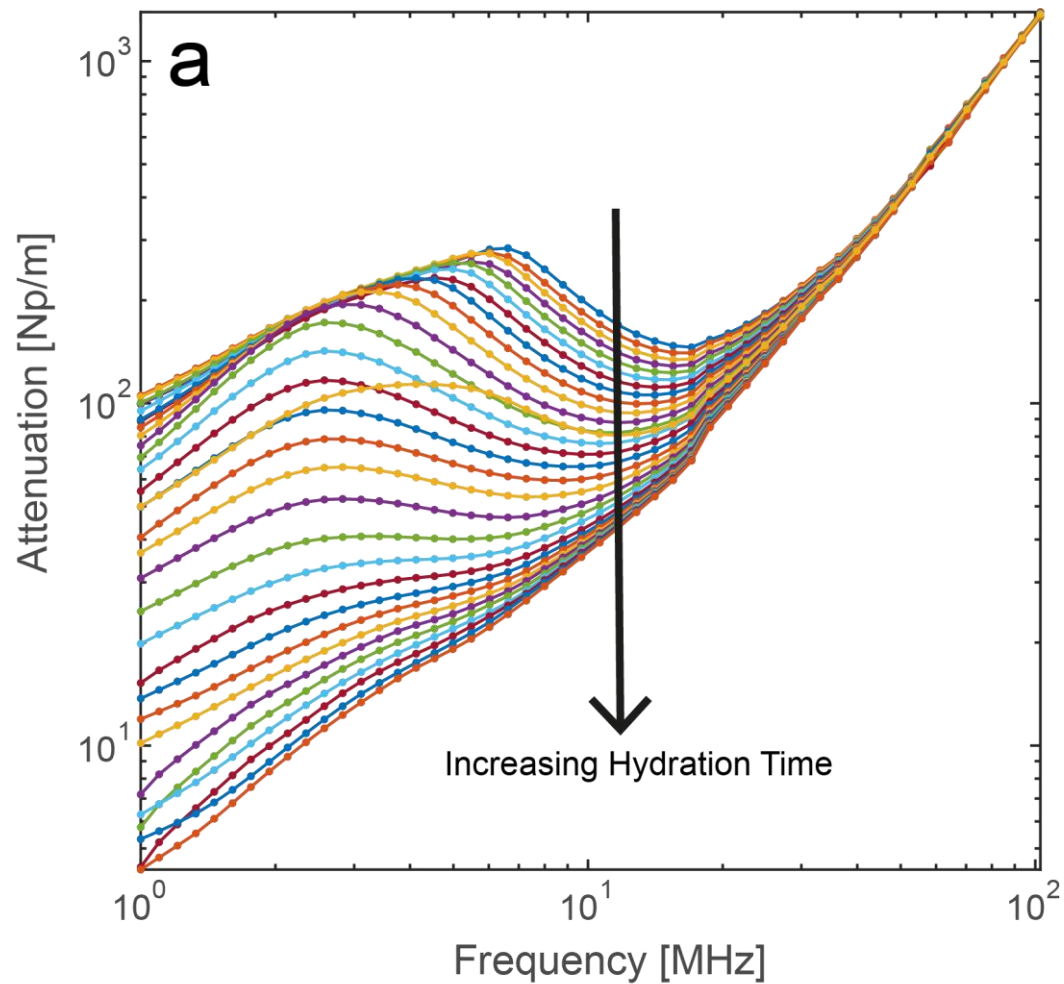 a
10³
10²
10¹
Attenuation [Np/m]
Increasing Hydration Time
10⁰
10¹
10²
Frequency [MHz]